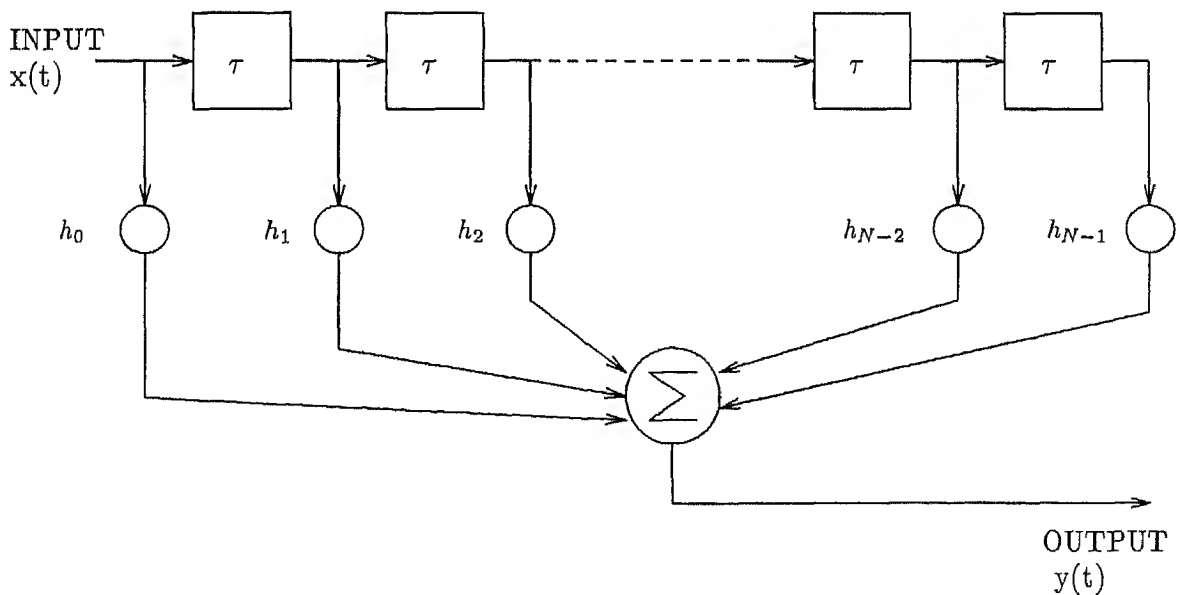 INPUT
x(t)
τ
τ
τ
τ
h₀
h₁
h₂
h_{N-2}
h_{N-1}
Σ
OUTPUT
y(t)